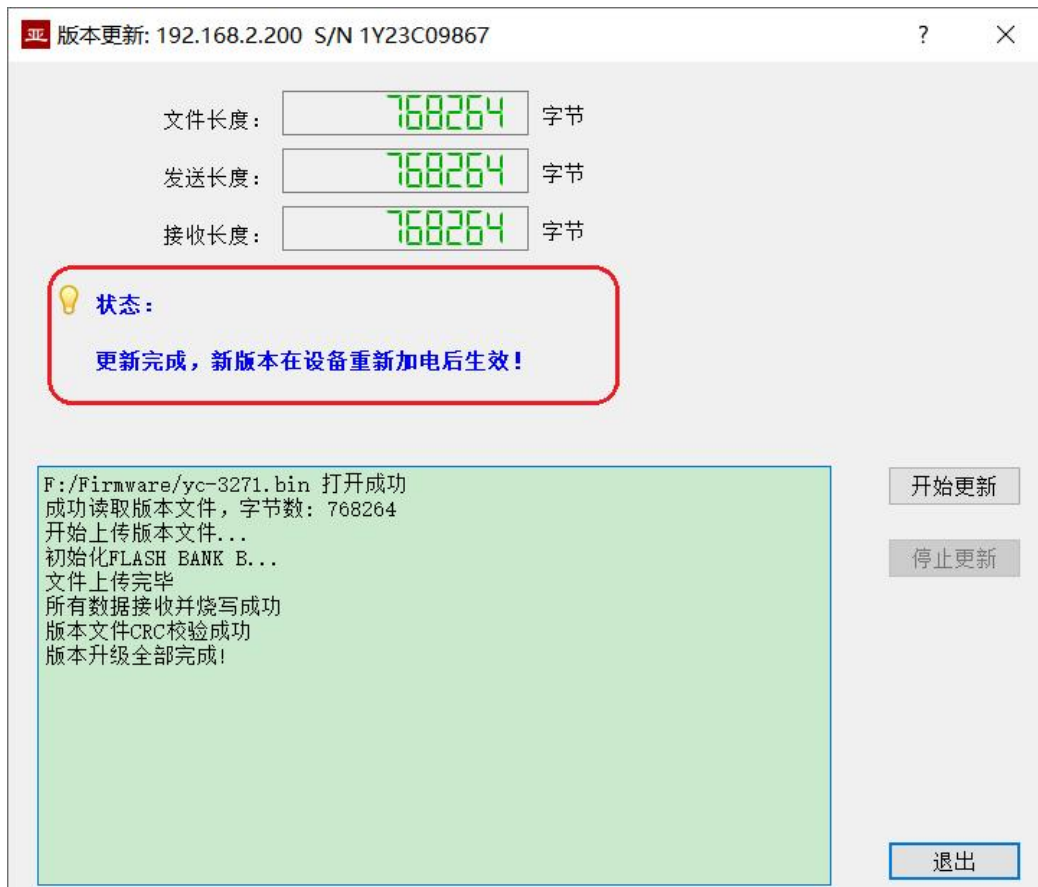 亚 版本更新: 192.168.2.200 S/N 1Y23C09867 ?
文件长度: 768264 字节
发送长度: 768264 字节
接收长度: 768264 字节
状态:
更新完成，新版本在设备重新加电后生效!
F:/Firmware/yc-3271.bin 打开成功
成功读取版本文件，字节数: 768264
开始上传版本文件...
初始化FLASH BANK B...
文件上传完毕
所有数据接收并烧写成功
版本文件CRC校验成功
版本升级全部完成!
开始更新
停止更新
退出